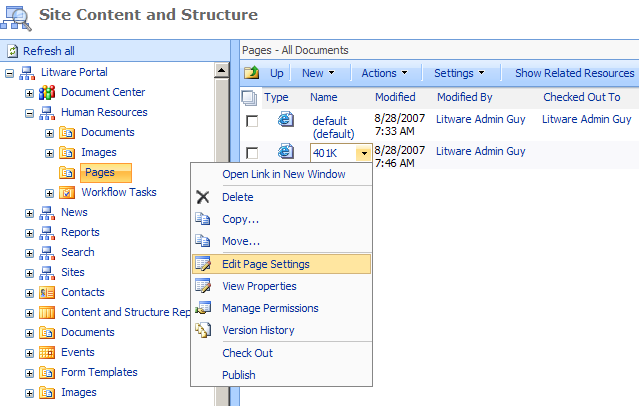 Site Content and Structure
Refresh all
Litware Portal
Document Center
Human Resources
Documents
Images
Pages
Workflow Tasks
News
Reports
Search
Sites
Contacts
Content and Structure Rep
Documents
Events
Form Templates
Images
Pages - All Documents
Up New Actions Settings Show Related Resources
Type Name Modified Modified By Checked Out To
default (default) 8/28/2007 7:33 AM Litware Admin Guy Litware Admin Guy
401K 8/28/2007 7:46 AM Litware Admin Guy
Open Link in New Window
Delete
Copy...
Move...
Edit Page Settings
View Properties
Manage Permissions
Version History
Check Out
Publish